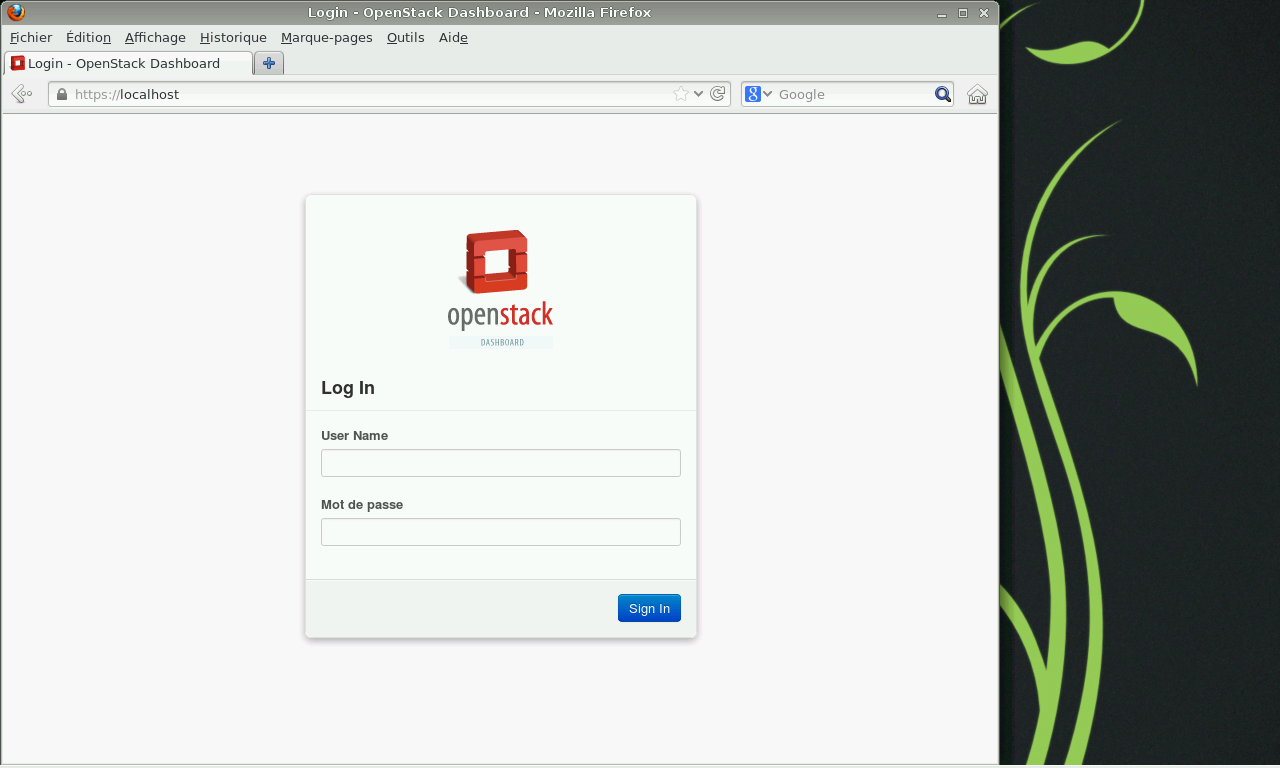 Login - OpenStack Dashboard - Mozilla Firefox
Fichier Édition Affichage Historique Marque-pages Outils Aide
Login - OpenStack Dashboard
https://localhost
Google
openstack
DASHBOARD
Log In
User Name
Mot de passe
Sign In